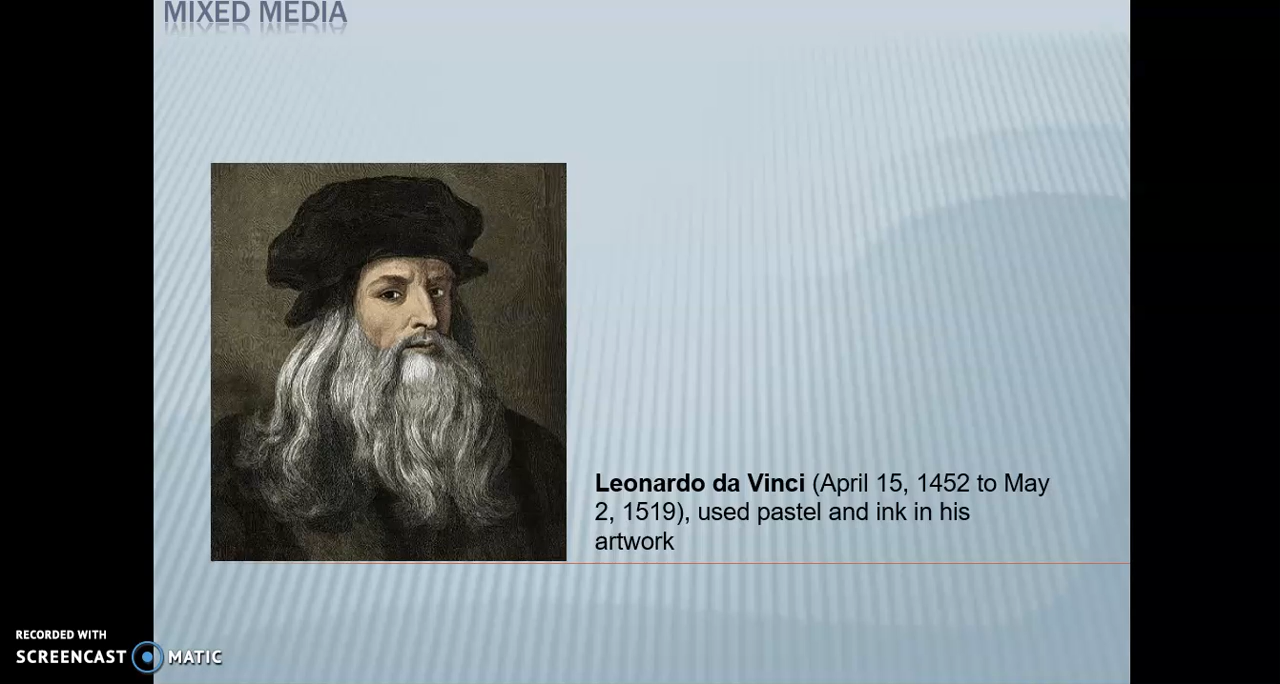 MIXED MEDIA
Leonardo da Vinci (April 15, 1452 to May
2, 1519), used pastel and ink in his
artwork
RECORDED WITH
SCREENCAST MATIC